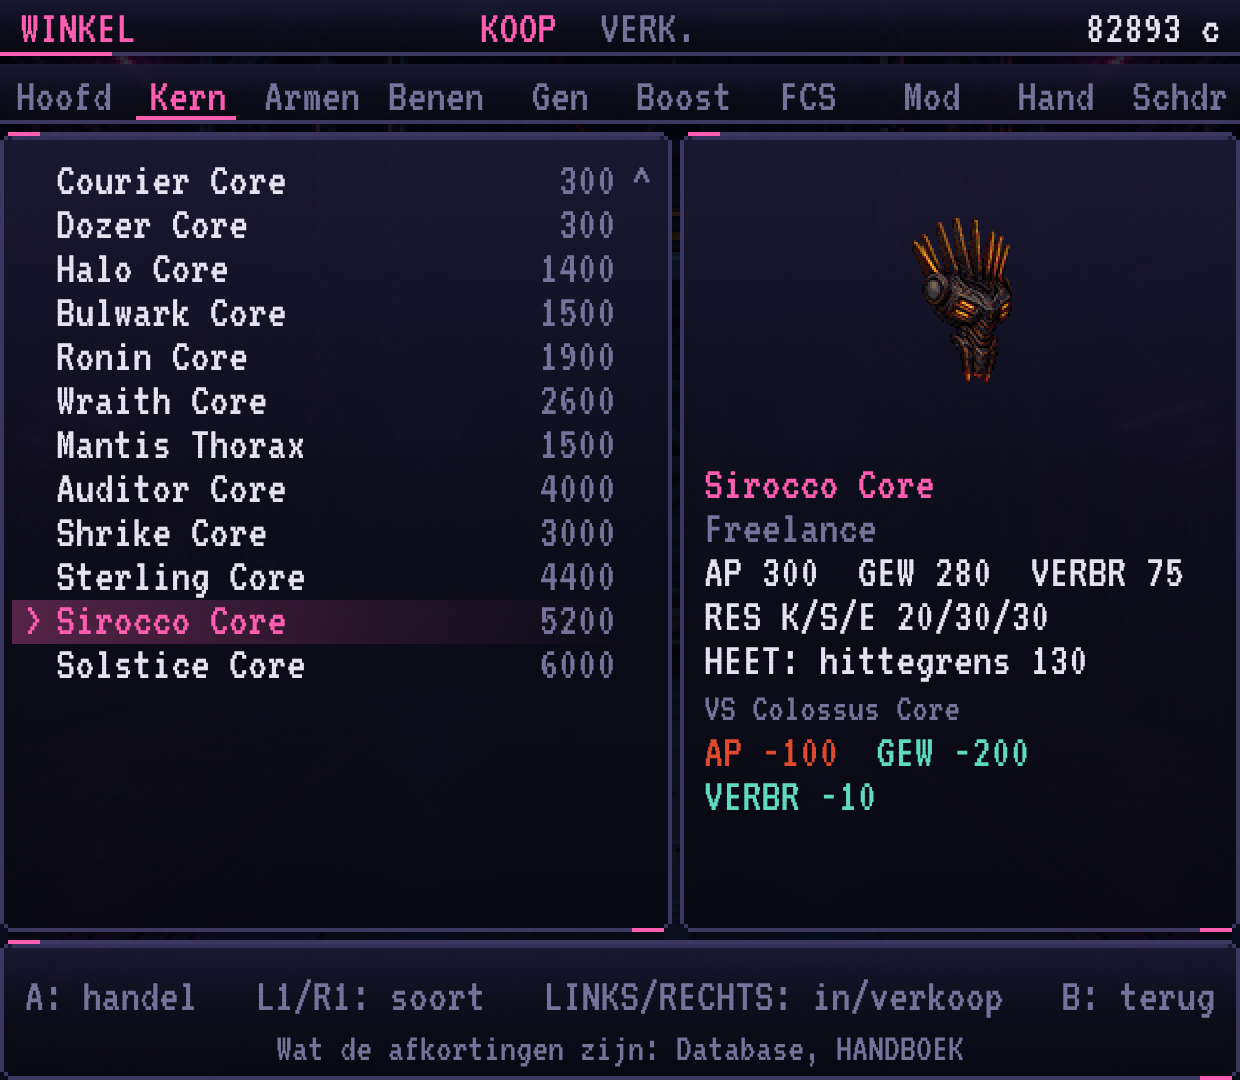 WINKEL KOOP VERK. 82893 c
Hoofd Kern Armen Benen Gen Boost FCS Mod Hand Schdr
Courier Core 300 ^
Dozer Core 300
Halo Core 1400
Bulwark Core 1500
Ronin Core 1900
Wraith Core 2600
Mantis Thorax 1500
Auditor Core 4000
Shrike Core 3000
Sterling Core 4400
> Sirocco Core 5200
Solstice Core 6000
Sirocco Core
Freelance
AP 300 GEW 280 VERBR 75
RES K/S/E 20/30/30
HEET: hittegrens 130
VS Colossus Core
AP -100 GEW -200
VERBR -10
A: handel L1/R1: soort LINKS/RECHTS: in/verkoop B: terug
Wat de afkortingen zijn: Database, HANDBOEK